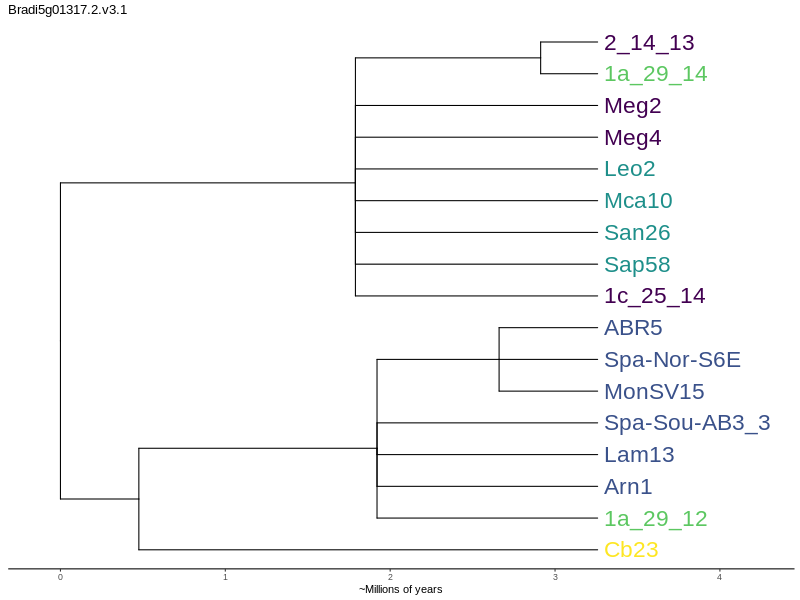 Bradi5g01317.2.v3.1
2_14_13
1a_29_14
Meg2
Meg4
Leo2
Mca10
San26
Sap58
1c_25_14
ABR5
Spa-Nor-S6E
MonSV15
Spa-Sou-AB3_3
Lam13
Arn1
1a_29_12
Cb23
0 1 2 3 4
~Millions of years